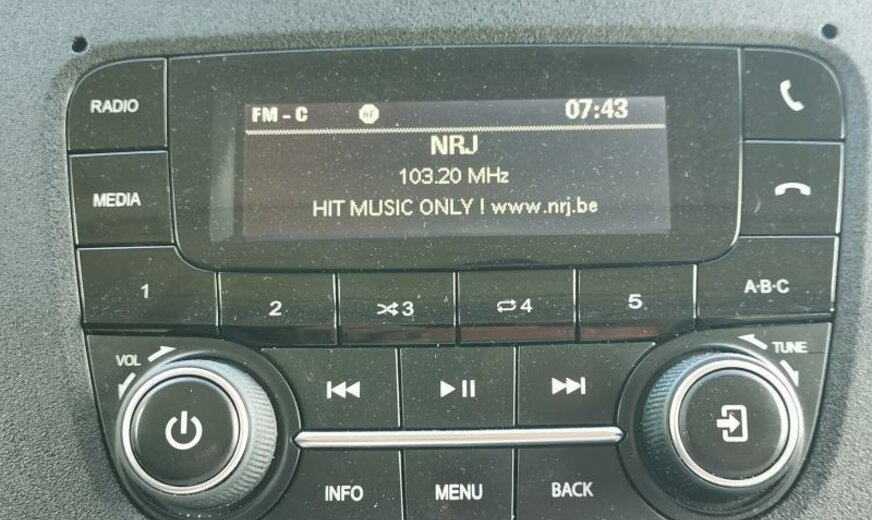 RADIO
FM - C HF 07:43
NRJ
MEDIA
103.20 MHz
HIT MUSIC ONLY ! www.nrj.be
1
2
3
4
5
A·B·C
VOL
TUNE
INFO
MENU
BACK